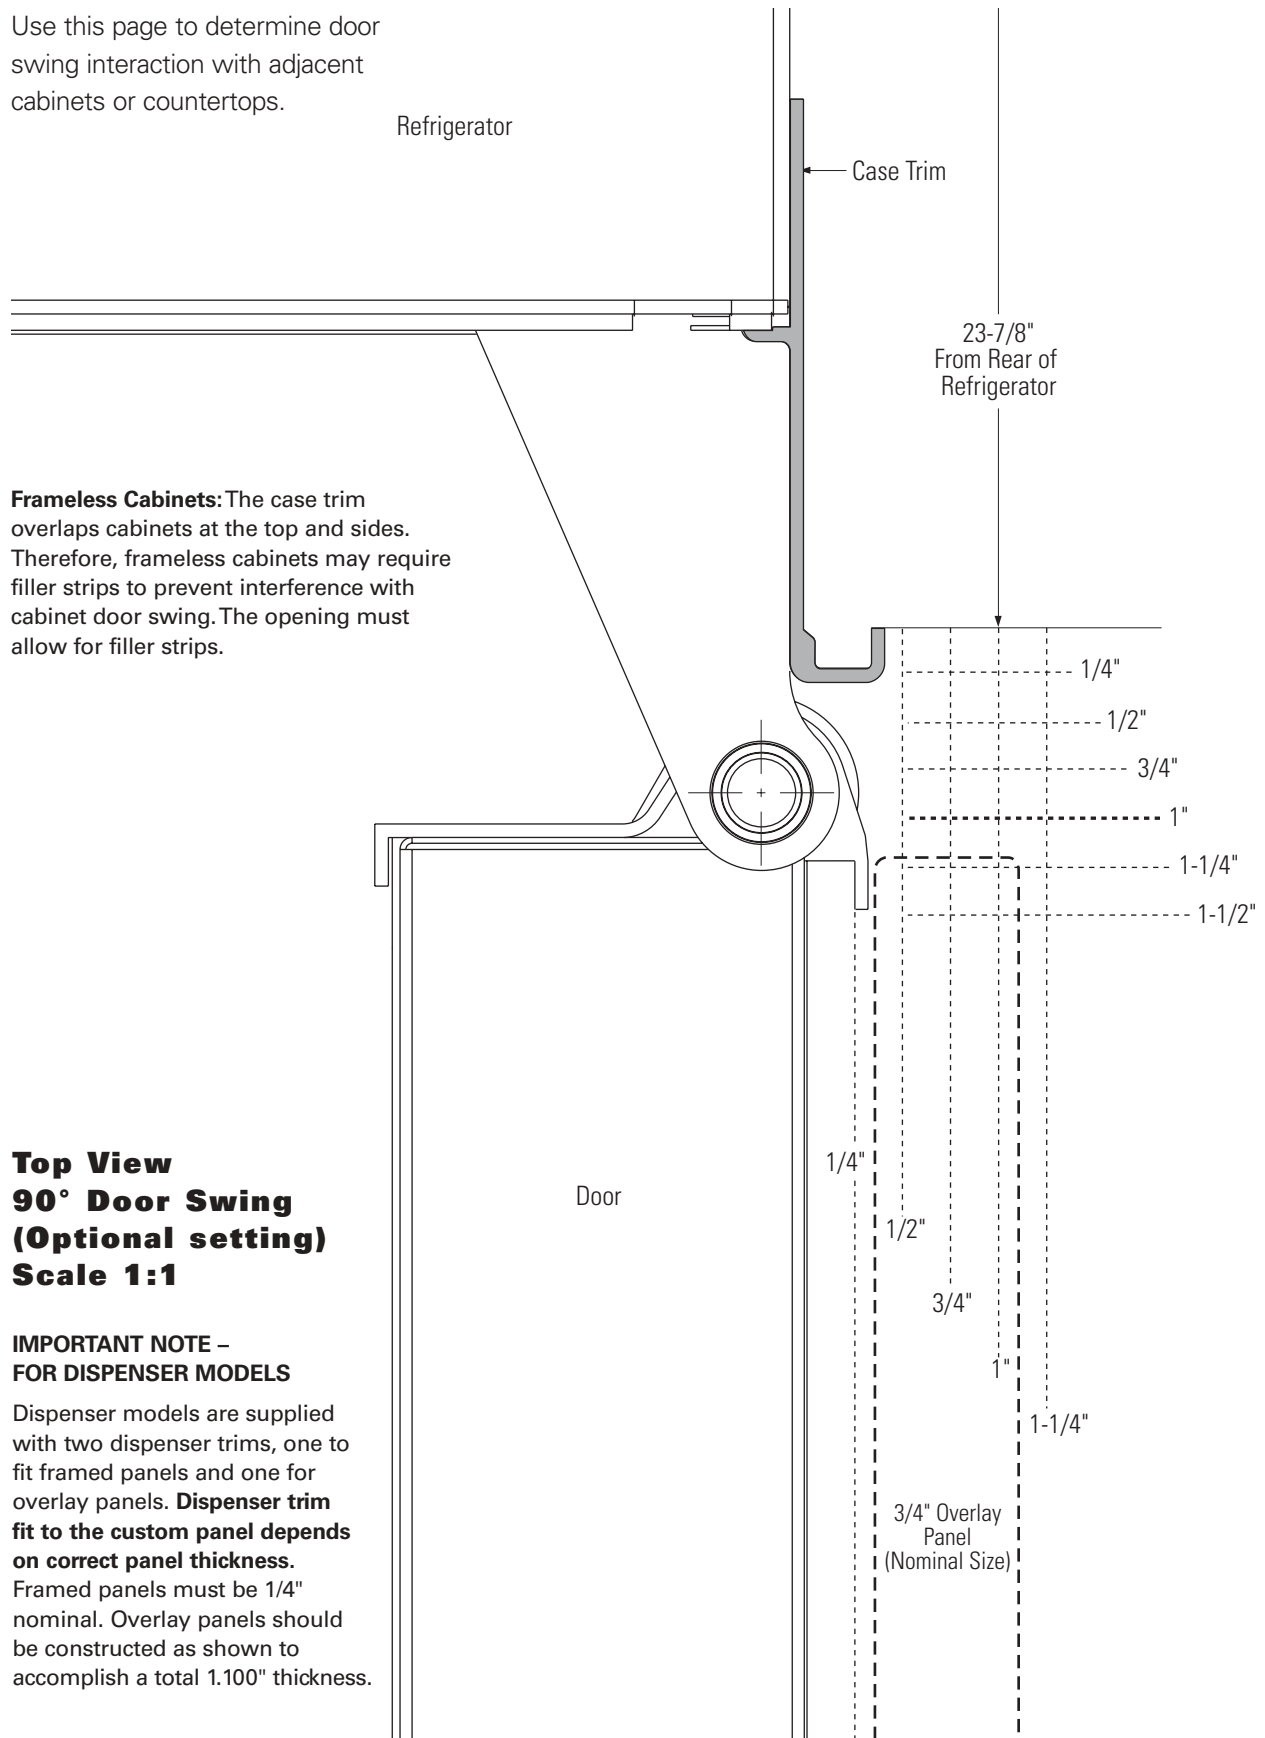 Use this page to determine door
swing interaction with adjacent
cabinets or countertops.
Refrigerator
Case Trim
23-7/8"
From Rear of
Refrigerator
Frameless Cabinets: The case trim
overlaps cabinets at the top and sides.
Therefore, frameless cabinets may require
filler strips to prevent interference with
cabinet door swing. The opening must
allow for filler strips.
1/4"
1/2"
3/4"
1"
1-1/4"
1-1/2"
Top View
90° Door Swing
(Optional setting)
Scale 1:1
Door
1/4"
1/2"
3/4"
1"
1-1/4"
IMPORTANT NOTE –
FOR DISPENSER MODELS
Dispenser models are supplied
with two dispenser trims, one to
fit framed panels and one for
overlay panels. Dispenser trim
fit to the custom panel depends
on correct panel thickness.
Framed panels must be 1/4"
nominal. Overlay panels should
be constructed as shown to
accomplish a total 1.100" thickness.
3/4" Overlay
Panel
(Nominal Size)